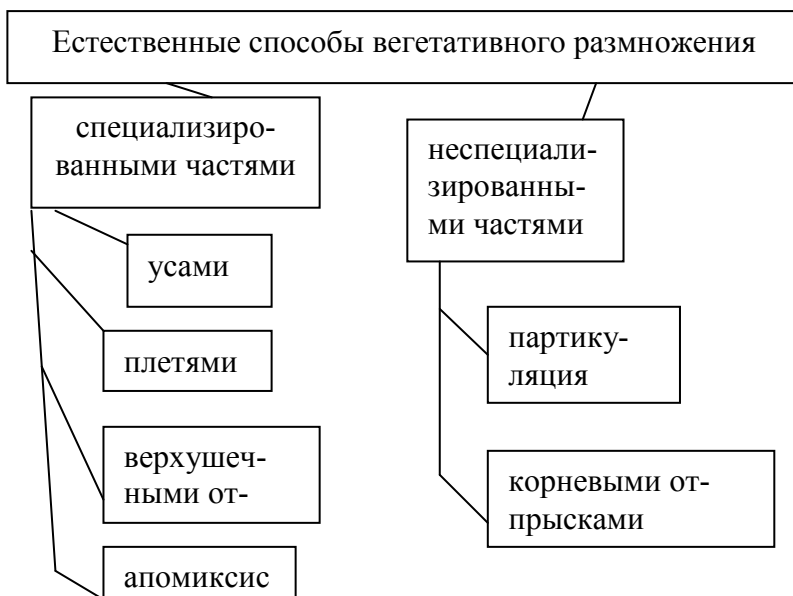 Естественные способы вегетативного размножения
специализиро-
ванными частями
неспециали-
зированны-
ми частями
усами
плетями
партику-
ляция
верхушеч-
ными от-
корневыми от-
прысками
апомиксис